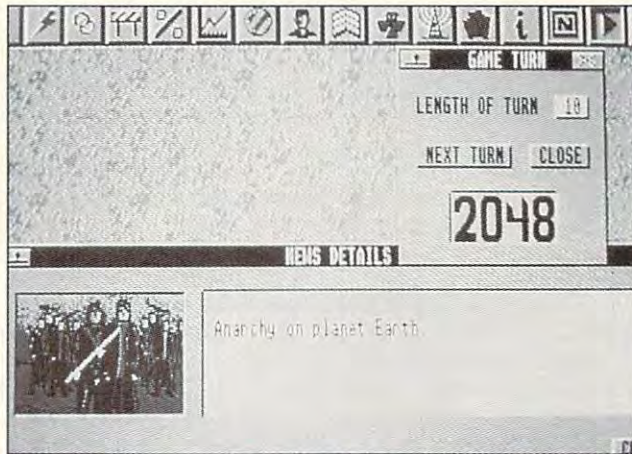 GAME TURN
LENGTH OF TURN 10
NEXT TURN CLOSE
2048
NEWS DETAILS
Anarchy on planet Earth.